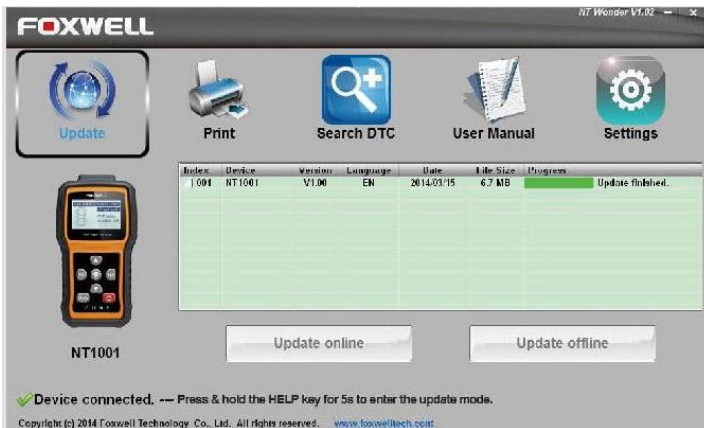 NT Wonder V1.02
FOXWELL
Update
Print
Search DTC
User Manual
Settings
Index Device Version Language Date File Size Progress
001 NT1001 V1.00 EN 2014/03/15 6.7 MB Update finished.
NT1001
Update online
Update offline
Device connected. --- Press & hold the HELP key for 5s to enter the update mode.
Copyright (c) 2014 Foxwell Technology Co., Ltd. All rights reserved. www.foxwelltech.com